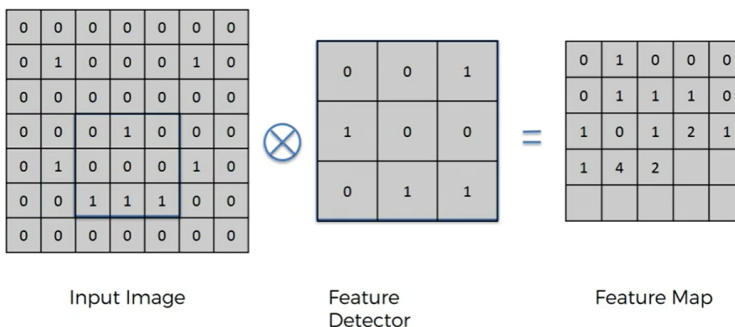 0 0 0 0 0 0 0
0 1 0 0 0 1 0
0 0 0 0 0 0 0
0 0 0 1 0 0 0
0 1 0 0 0 1 0
0 0 1 1 1 0 0
0 0 0 0 0 0 0
Input Image
⊗
0 0 1
1 0 0
0 1 1
Feature
Detector
=
0 1 0 0 0
0 1 1 1 0
1 0 1 2 1
1 4 2
Feature Map